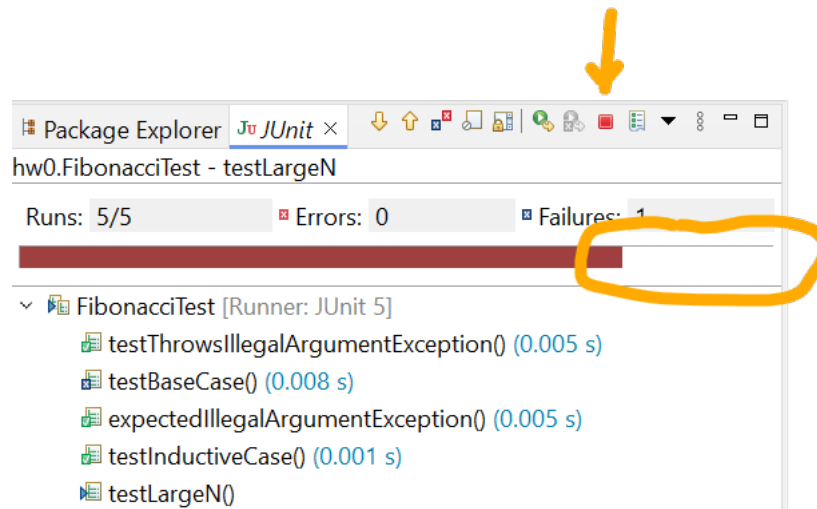 Package Explorer JU JUnit ×
hw0.FibonacciTest - testLargeN
Runs: 5/5 Errors: 0 Failures: 1
FibonacciTest [Runner: JUnit 5]
testThrowsIllegalArgumentException() (0.005 s)
testBaseCase() (0.008 s)
expectedIllegalArgumentException() (0.005 s)
testInductiveCase() (0.001 s)
testLargeN()